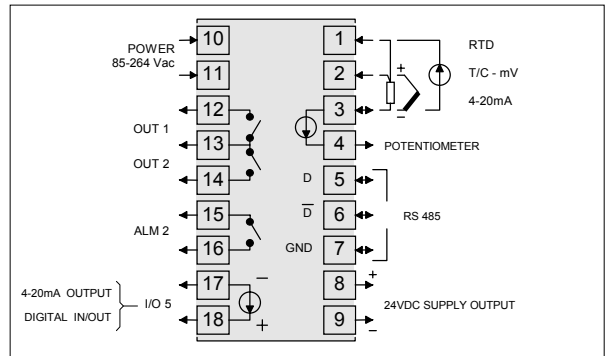 POWER
85-264 Vac
10
11
12
13
14
15
16
17
18
OUT 1
OUT 2
ALM 2
4-20mA OUTPUT
DIGITAL IN/OUT
I/O 5
−
+
1
2
3
4
5
6
7
8
9
RTD
T/C - mV
4-20mA
+
−
POTENTIOMETER
D
D̅
GND
RS 485
+
24VDC SUPPLY OUTPUT
−